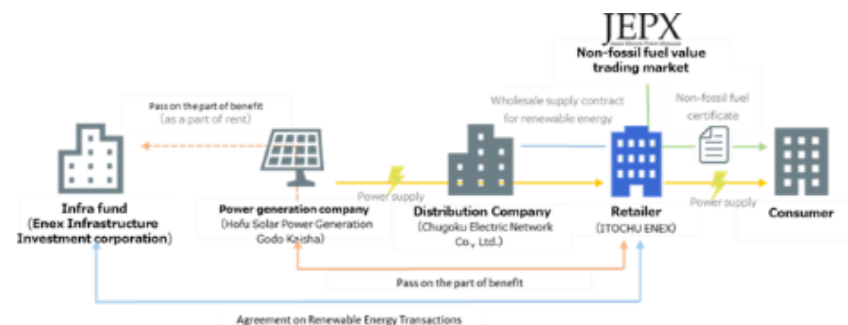 JEPX
Non-fossil fuel value
trading market
Pass on the part of benefit
(as a part of rent)
Wholesale supply contract
for renewable energy
Non-fossil fuel
certificate
Power supply
Power supply
Infra fund
(Enex Infrastructure
Investment corporation)
Power generation company
(Hofu Solar Power Generation
Godo Kaisha)
Distribution Company
(Chugoku Electric Network
Co., Ltd.)
Retailer
(ITOCHU ENEX)
Consumer
Pass on the part of benefit
Agreement on Renewable Energy Transactions